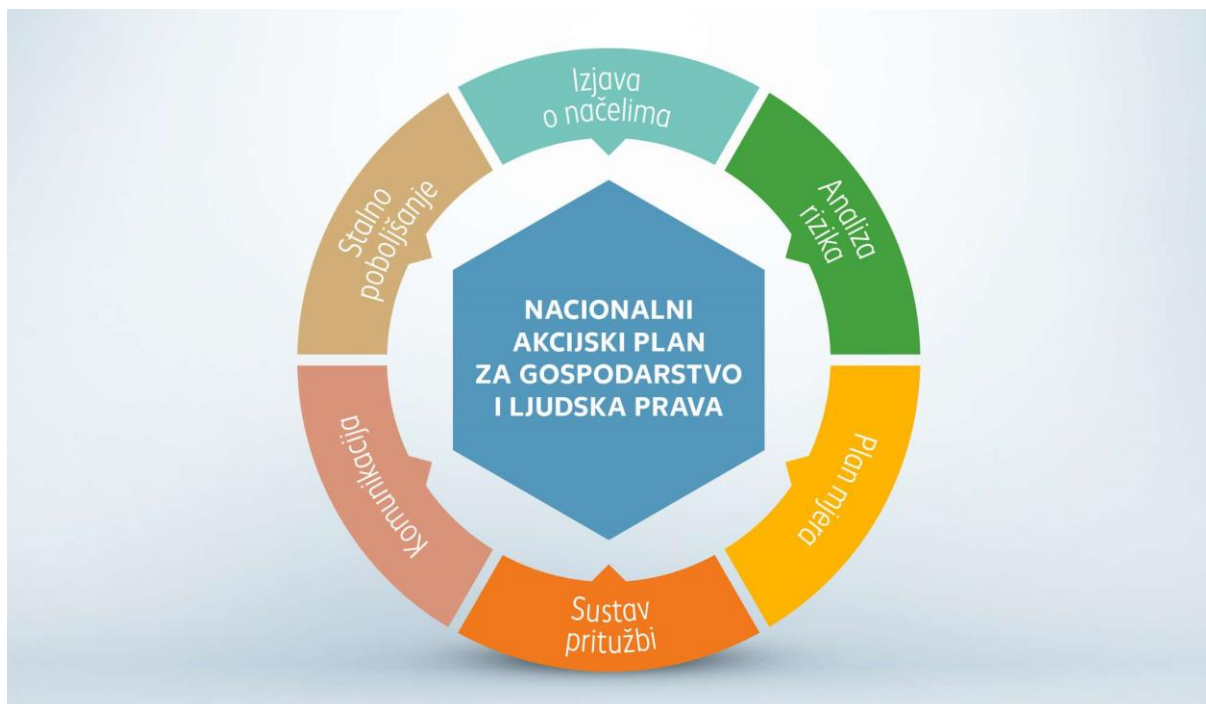 Izjava
o načelima
Analiza
rizika
Plan mjera
Sustav
pritužbi
Komunikacija
Stalno
poboljšanje
NACIONALNI
AKCIJSKI PLAN
ZA GOSPODARSTVO
I LJUDSKA PRAVA